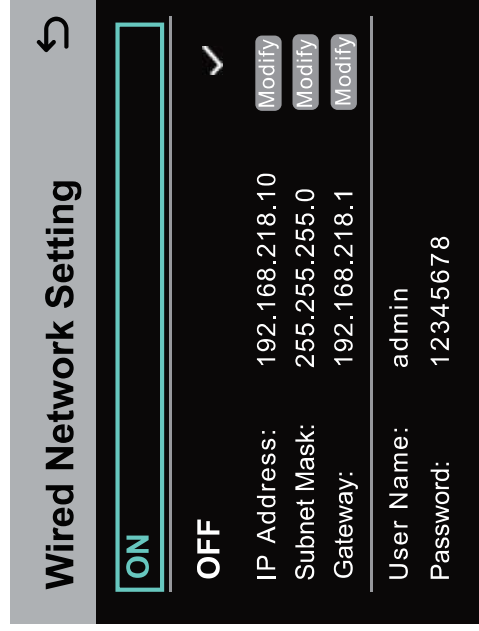 Wired Network Setting
ON
OFF
IP Address: 192.168.218.10 Modify
Subnet Mask: 255.255.255.0 Modify
Gateway: 192.168.218.1 Modify
User Name: admin
Password: 12345678